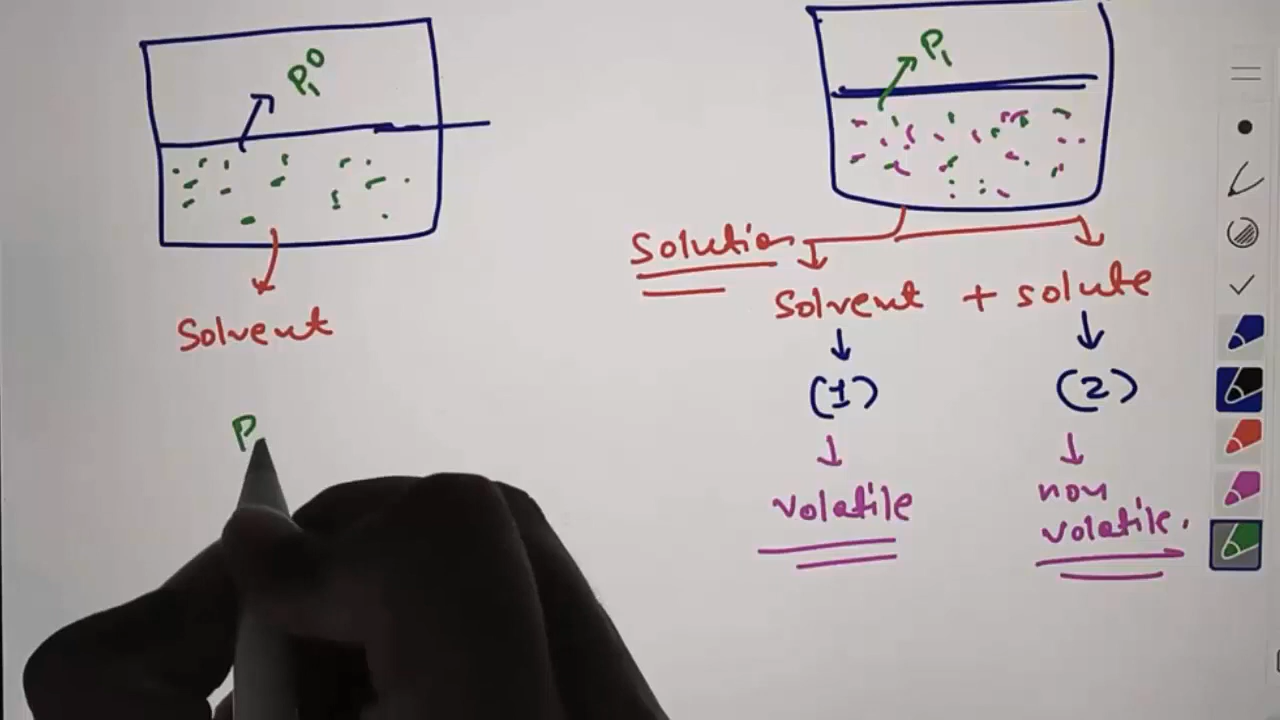 P₁⁰
Solvent
P
P₁
Solution
Solvent + solute
(1)
(2)
volatile
non
volatile.